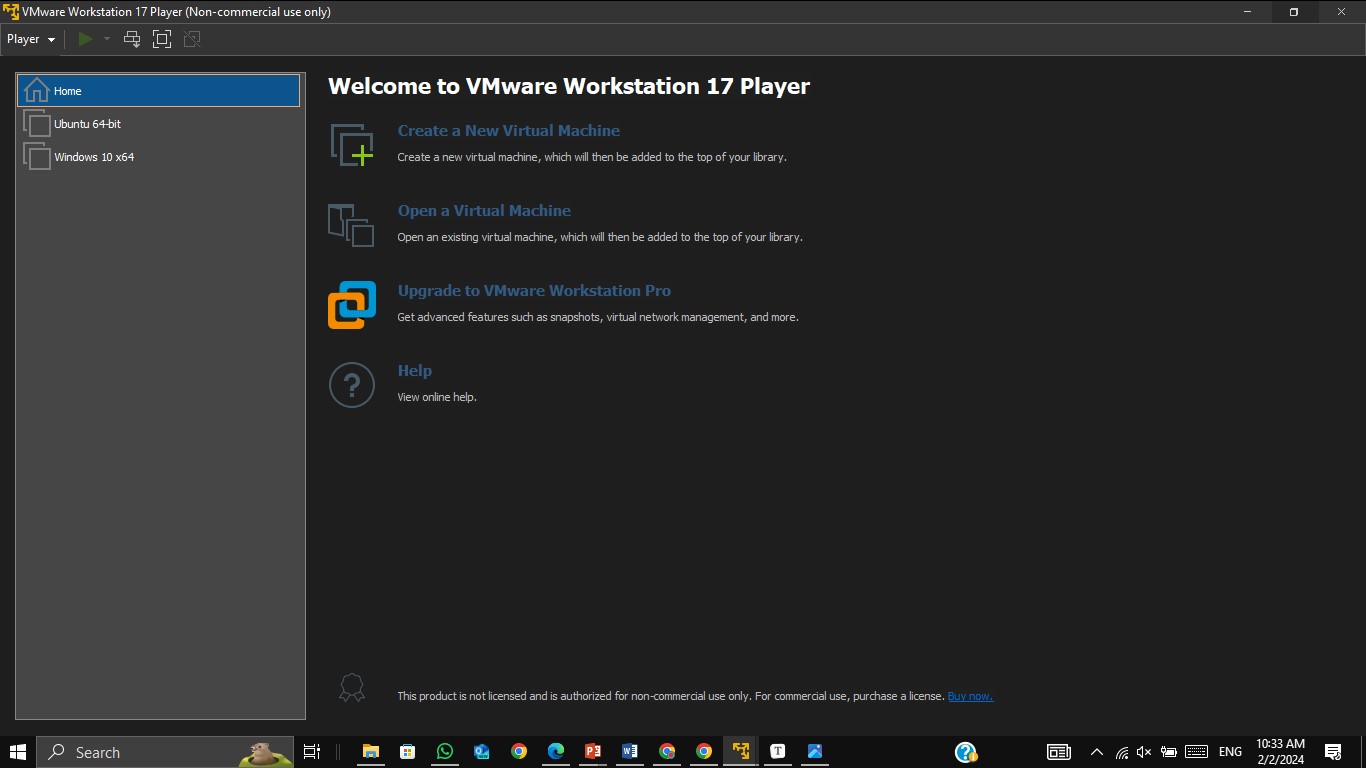 VMware Workstation 17 Player (Non-commercial use only)
Player
Home
Ubuntu 64-bit
Windows 10 x64
Welcome to VMware Workstation 17 Player
Create a New Virtual Machine
Create a new virtual machine, which will then be added to the top of your library.
Open a Virtual Machine
Open an existing virtual machine, which will then be added to the top of your library.
Upgrade to VMware Workstation Pro
Get advanced features such as snapshots, virtual network management, and more.
Help
View online help.
This product is not licensed and is authorized for non-commercial use only. For commercial use, purchase a license. Buy now.
Search
ENG
10:33 AM
2/2/2024